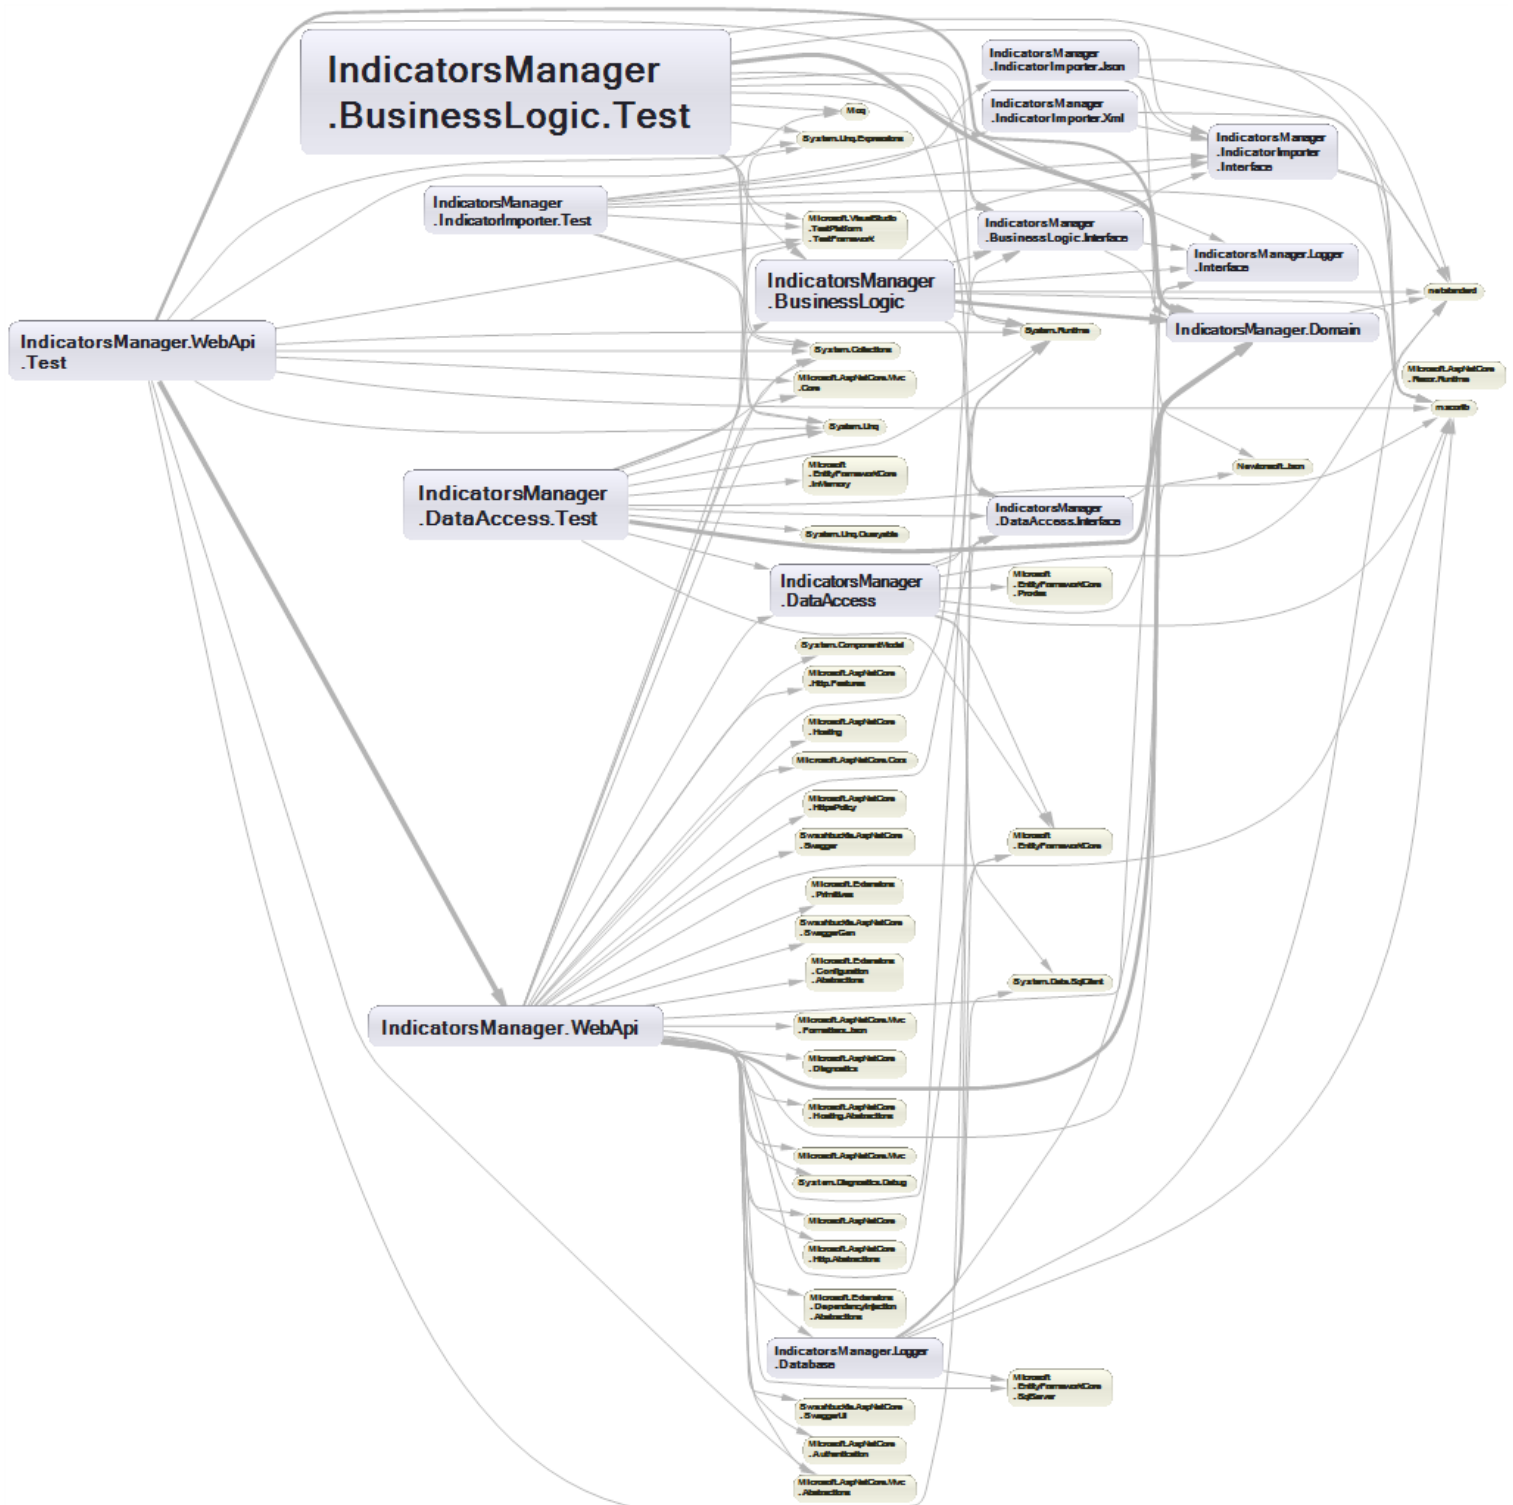 IndicatorsManager
.BusinessLogic.Test
IndicatorsManager
.IndicatorImporter.Json
IndicatorsManager
.IndicatorImporter.Xml
Moq
System.Linq.Expressions
IndicatorsManager
.IndicatorImporter
.Interface
IndicatorsManager
.IndicatorImporter.Test
Microsoft.VisualStudio
.TestPlatform
.TestFramework
IndicatorsManager
.BusinessLogic.Interface
IndicatorsManager.Logger
.Interface
IndicatorsManager
.BusinessLogic
netstandard
System.Runtime
IndicatorsManager.Domain
IndicatorsManager.WebApi
.Test
System.Collections
Microsoft.AspNetCore.Mvc
.Core
Microsoft.AspNetCore
.Razor.Runtime
mscorlib
System.Linq
Microsoft
.EntityFrameworkCore
.InMemory
Newtonsoft.Json
IndicatorsManager
.DataAccess.Test
IndicatorsManager
.DataAccess.Interface
System.Linq.Queryable
IndicatorsManager
.DataAccess
Microsoft
.EntityFrameworkCore
.Proxies
System.ComponentModel
Microsoft.AspNetCore
.Http.Features
Microsoft.AspNetCore
.Hosting
Microsoft.AspNetCore.Cors
Microsoft.AspNetCore
.HttpsPolicy
Swashbuckle.AspNetCore
.Swagger
Microsoft
.EntityFrameworkCore
Microsoft.Extensions
.Primitives
Swashbuckle.AspNetCore
.SwaggerGen
Microsoft.Extensions
.Configuration
.Abstractions
System.Data.SqlClient
IndicatorsManager.WebApi
Microsoft.AspNetCore.Mvc
.Formatters.Json
Microsoft.AspNetCore
.Diagnostics
Microsoft.AspNetCore
.Hosting.Abstractions
Microsoft.AspNetCore.Mvc
System.Diagnostics.Debug
Microsoft.AspNetCore
Microsoft.AspNetCore
.Http.Abstractions
Microsoft.Extensions
.DependencyInjection
.Abstractions
IndicatorsManager.Logger
.Database
Microsoft
.EntityFrameworkCore
.SqlServer
Swashbuckle.AspNetCore
.SwaggerUI
Microsoft.AspNetCore
.Authentication
Microsoft.AspNetCore.Mvc
.Abstractions